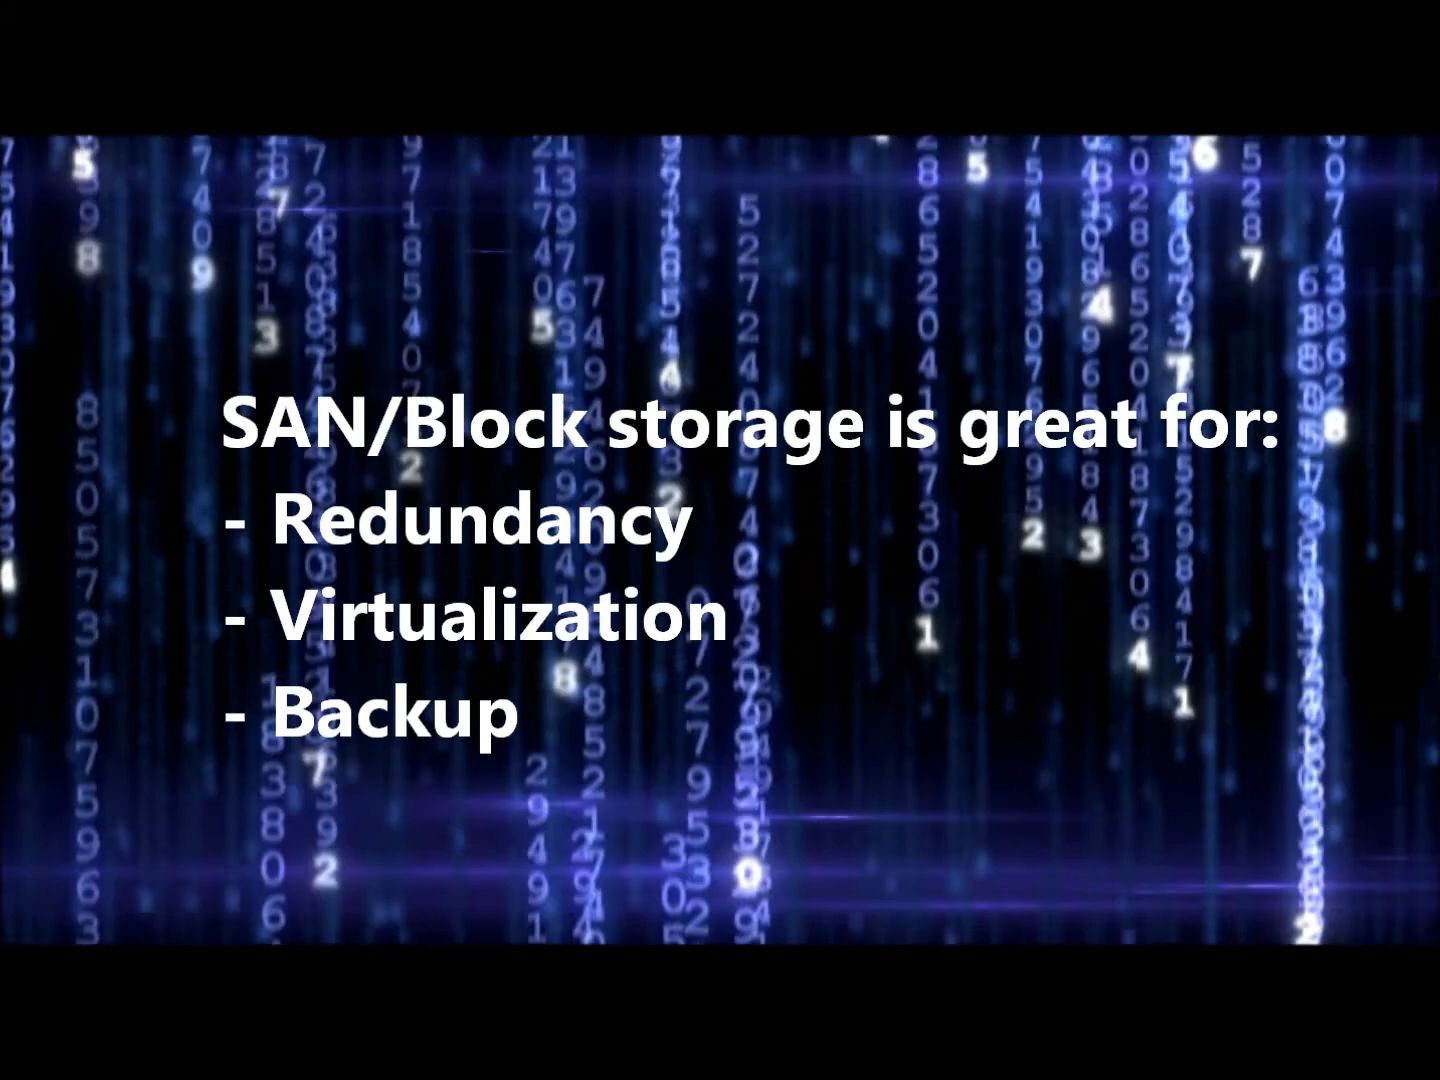 SAN/Block storage is great for:
- Redundancy
- Virtualization
- Backup